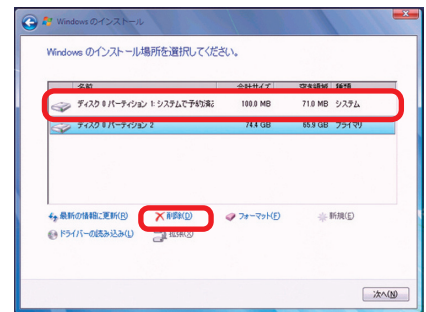 Windows のインストール
Windows のインストール場所を選択してください。
名前 合計サイズ 空き領域 種類
ディスク 0 パーティション 1: システムで予約済み 100.0 MB 71.0 MB システム
ディスク 0 パーティション 2 74.4 GB 65.9 GB プライマリ
最新の情報に更新(R) 削除(D) フォーマット(F) 新規(E)
ドライバーの読み込み(L) 拡張(X)
次へ(N)